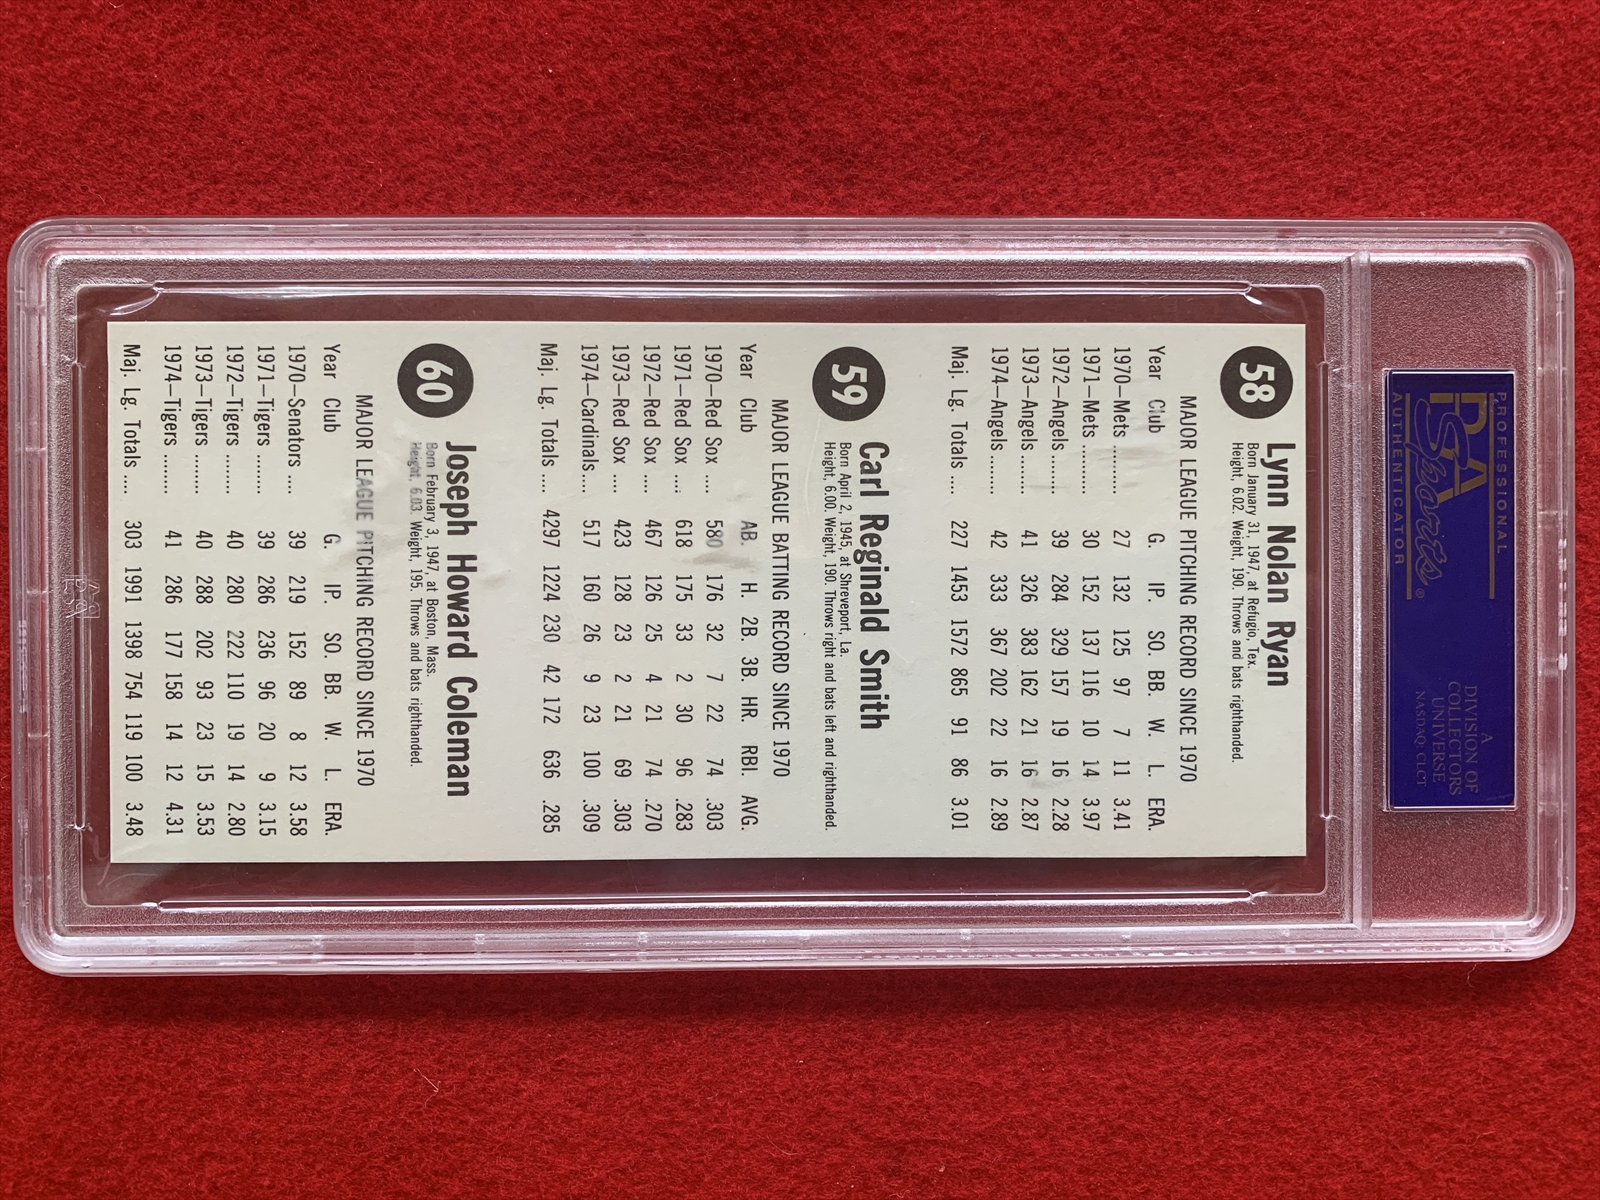 PROFESSIONAL
PSA
Sports®
AUTHENTICATOR
A
DIVISION OF
COLLECTORS
UNIVERSE
NASDAQ: CLCT
58 Lynn Nolan Ryan
Born January 31, 1947, at Refugio, Tex.
Height, 6.02. Weight, 190. Throws and bats righthanded.
MAJOR LEAGUE PITCHING RECORD SINCE 1970
Year Club G. IP. SO. BB. W. L. ERA.
1970—Mets ......... 27 132 125 97 7 11 3.41
1971—Mets ......... 30 152 137 116 10 14 3.97
1972—Angels ....... 39 284 329 157 19 16 2.28
1973—Angels ....... 41 326 383 162 21 16 2.87
1974—Angels ....... 42 333 367 202 22 16 2.89
Maj. Lg. Totals .... 227 1453 1572 865 91 86 3.01
59 Carl Reginald Smith
Born April 2, 1945, at Shreveport, La.
Height, 6.00. Weight, 190. Throws right and bats left and righthanded.
MAJOR LEAGUE BATTING RECORD SINCE 1970
Year Club AB. H. 2B. 3B. HR. RBI. AVG.
1970—Red Sox .... 580 176 32 7 22 74 .303
1971—Red Sox .... 618 175 33 2 30 96 .283
1972—Red Sox .... 467 126 25 4 21 74 .270
1973—Red Sox .... 423 128 23 2 21 69 .303
1974—Cardinals.... 517 160 26 9 23 100 .309
Maj. Lg. Totals .... 4297 1224 230 42 172 636 .285
60 Joseph Howard Coleman
Born February 3, 1947, at Boston, Mass.
Height, 6.03. Weight, 195. Throws and bats righthanded.
MAJOR LEAGUE PITCHING RECORD SINCE 1970
Year Club G. IP. SO. BB. W. L. ERA.
1970—Senators .... 39 219 152 89 8 12 3.58
1971—Tigers ........ 39 286 236 96 20 9 3.15
1972—Tigers ........ 40 280 222 110 19 14 2.80
1973—Tigers ........ 40 288 202 93 23 15 3.53
1974—Tigers ........ 41 286 177 158 14 12 4.31
Maj. Lg. Totals .... 303 1991 1398 754 119 100 3.48